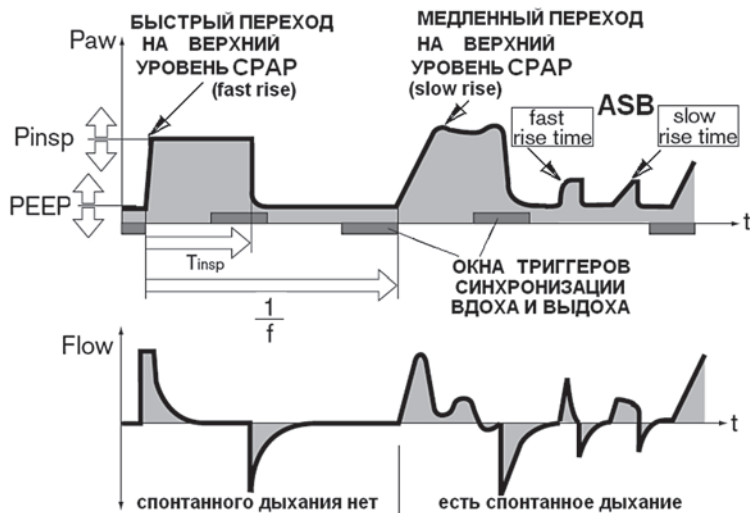 Paw
БЫСТРЫЙ ПЕРЕХОД
НА ВЕРХНИЙ
УРОВЕНЬ CPAP
(fast rise)
МЕДЛЕННЫЙ ПЕРЕХОД
НА ВЕРХНИЙ
УРОВЕНЬ CPAP
(slow rise)
ASB
fast
rise time
slow
rise time
Pinsp
PEEP
t
Tinsp
1
f
ОКНА ТРИГГЕРОВ
СИНХРОНИЗАЦИИ
ВДОХА И ВЫДОХА
Flow
t
спонтанного дыхания нет
есть спонтанное дыхание